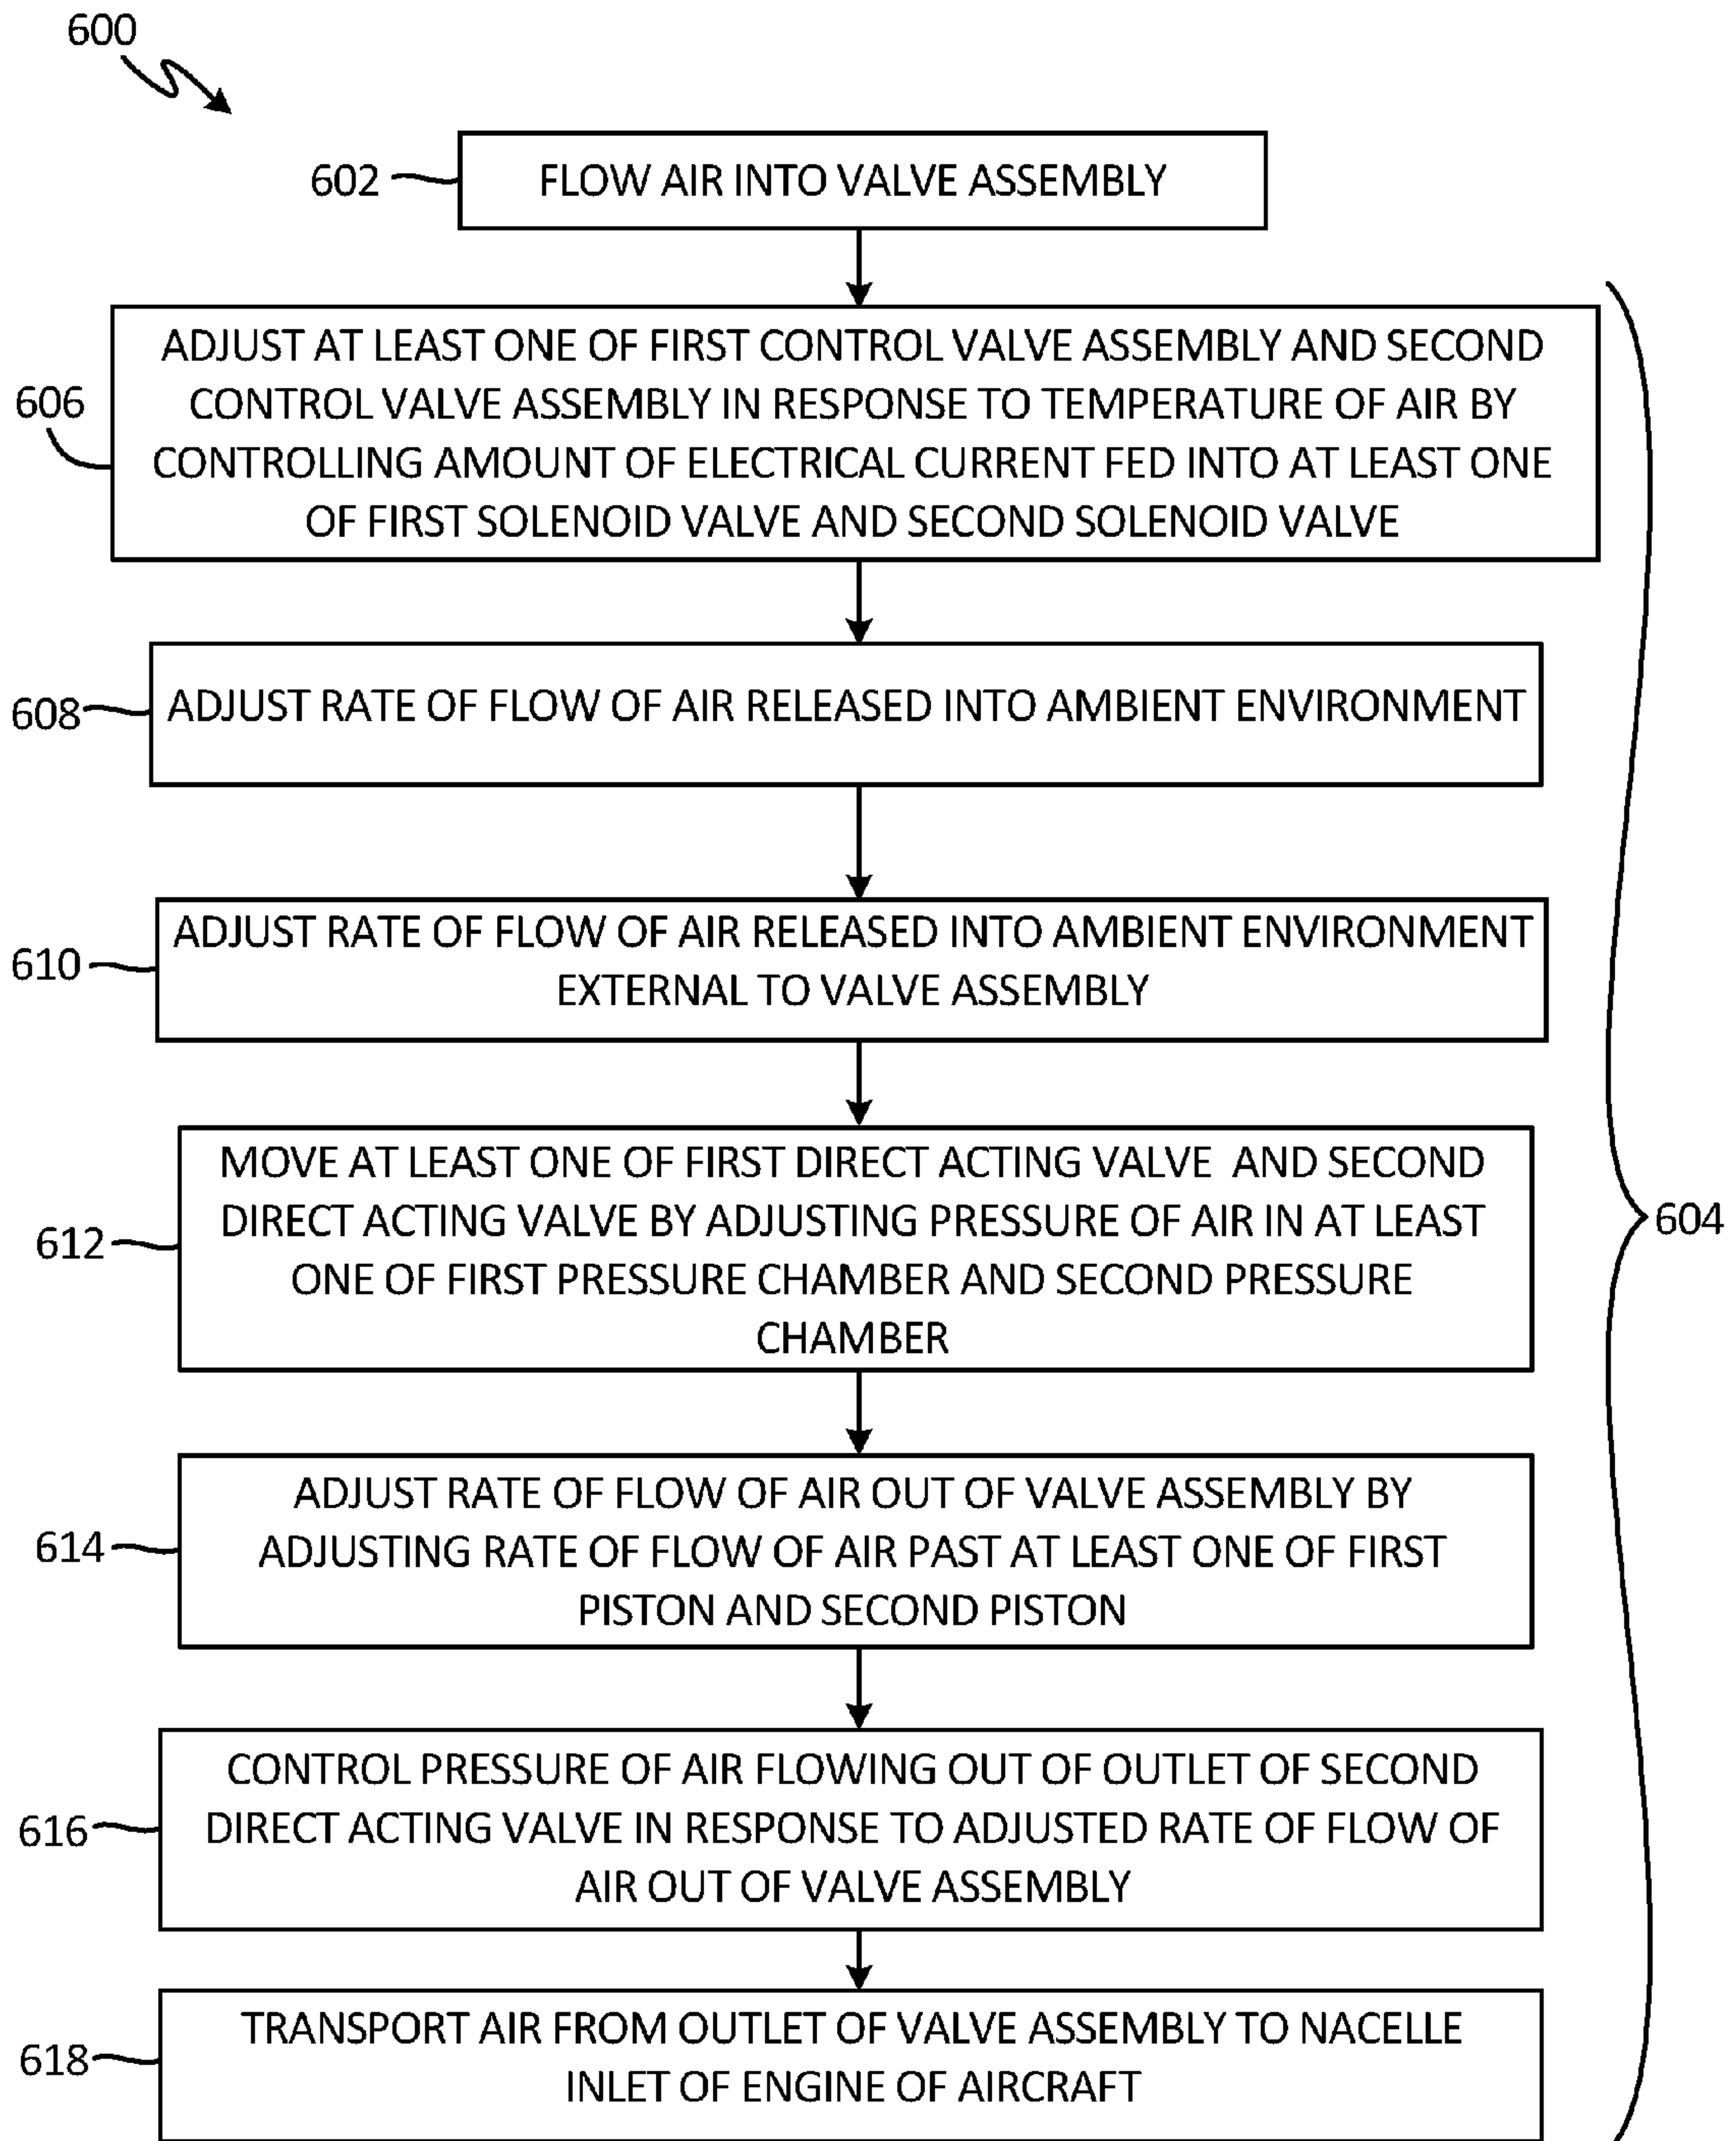 600
602
FLOW AIR INTO VALVE ASSEMBLY
606
ADJUST AT LEAST ONE OF FIRST CONTROL VALVE ASSEMBLY AND SECOND
CONTROL VALVE ASSEMBLY IN RESPONSE TO TEMPERATURE OF AIR BY
CONTROLLING AMOUNT OF ELECTRICAL CURRENT FED INTO AT LEAST ONE
OF FIRST SOLENOID VALVE AND SECOND SOLENOID VALVE
608
ADJUST RATE OF FLOW OF AIR RELEASED INTO AMBIENT ENVIRONMENT
610
ADJUST RATE OF FLOW OF AIR RELEASED INTO AMBIENT ENVIRONMENT
EXTERNAL TO VALVE ASSEMBLY
612
MOVE AT LEAST ONE OF FIRST DIRECT ACTING VALVE AND SECOND
DIRECT ACTING VALVE BY ADJUSTING PRESSURE OF AIR IN AT LEAST
ONE OF FIRST PRESSURE CHAMBER AND SECOND PRESSURE
CHAMBER
604
614
ADJUST RATE OF FLOW OF AIR OUT OF VALVE ASSEMBLY BY
ADJUSTING RATE OF FLOW OF AIR PAST AT LEAST ONE OF FIRST
PISTON AND SECOND PISTON
616
CONTROL PRESSURE OF AIR FLOWING OUT OF OUTLET OF SECOND
DIRECT ACTING VALVE IN RESPONSE TO ADJUSTED RATE OF FLOW OF
AIR OUT OF VALVE ASSEMBLY
618
TRANSPORT AIR FROM OUTLET OF VALVE ASSEMBLY TO NACELLE
INLET OF ENGINE OF AIRCRAFT